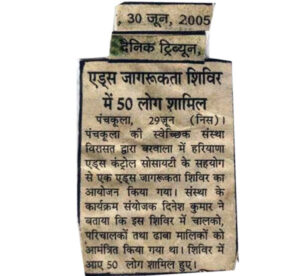 , 30 जून, 2005
दैनिक ट्रिब्यून,
एड्स जागरूकता शिविर
में 50 लोग शामिल
पंचकूला, 29जून (निस)।
पंचकूला की स्वैच्छिक संस्था
विरासत द्वारा बरवाला में हरियाणा
एड्स कंट्रोल सोसायटी के सहयोग
से एक एड्स जागरूकता शिविर का
आयोजन किया गया। संस्था के
कार्यक्रम संयोजक दिनेश कुमार ने
बताया कि इस शिविर में चालकों,
परिचालकों तथा ढाबा मालिकों को
आमंत्रित किया गया था। शिविर में
आए 50 लोग शामिल हुए।